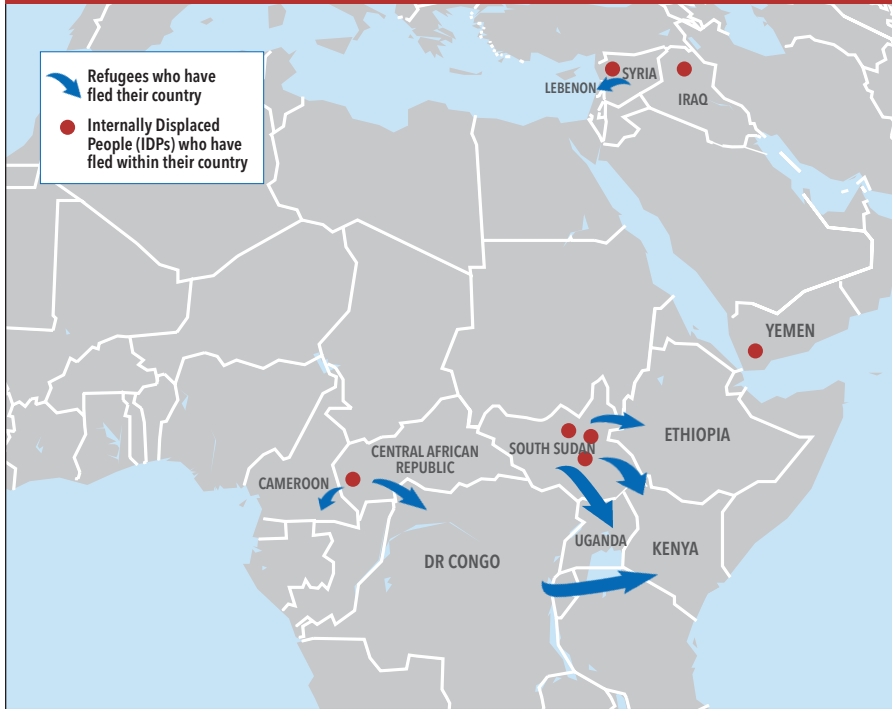 Refugees who have
fled their country
Internally Displaced
People (IDPs) who have
fled within their country
SYRIA
LEBENON
IRAQ
YEMEN
ETHIOPIA
SOUTH SUDAN
CENTRAL AFRICAN
REPUBLIC
CAMEROON
UGANDA
KENYA
DR CONGO